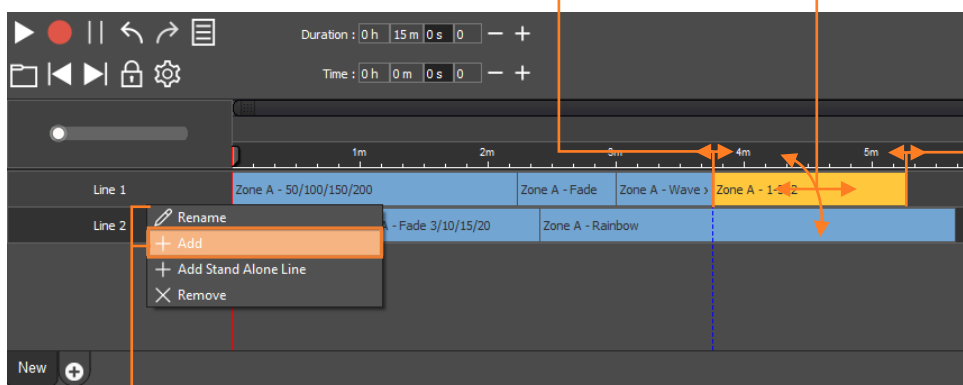 Duration : 0 h 15 m 0 s 0
Time : 0 h 0 m 0 s 0
1m 2m 3m 4m 5m
Line 1 Zone A - 50/100/150/200 Zone A - Fade Zone A - Wave Zone A - 1-
Line 2 - Fade 3/10/15/20 Zone A - Rainbow
Rename
Add
Add Stand Alone Line
Remove
New